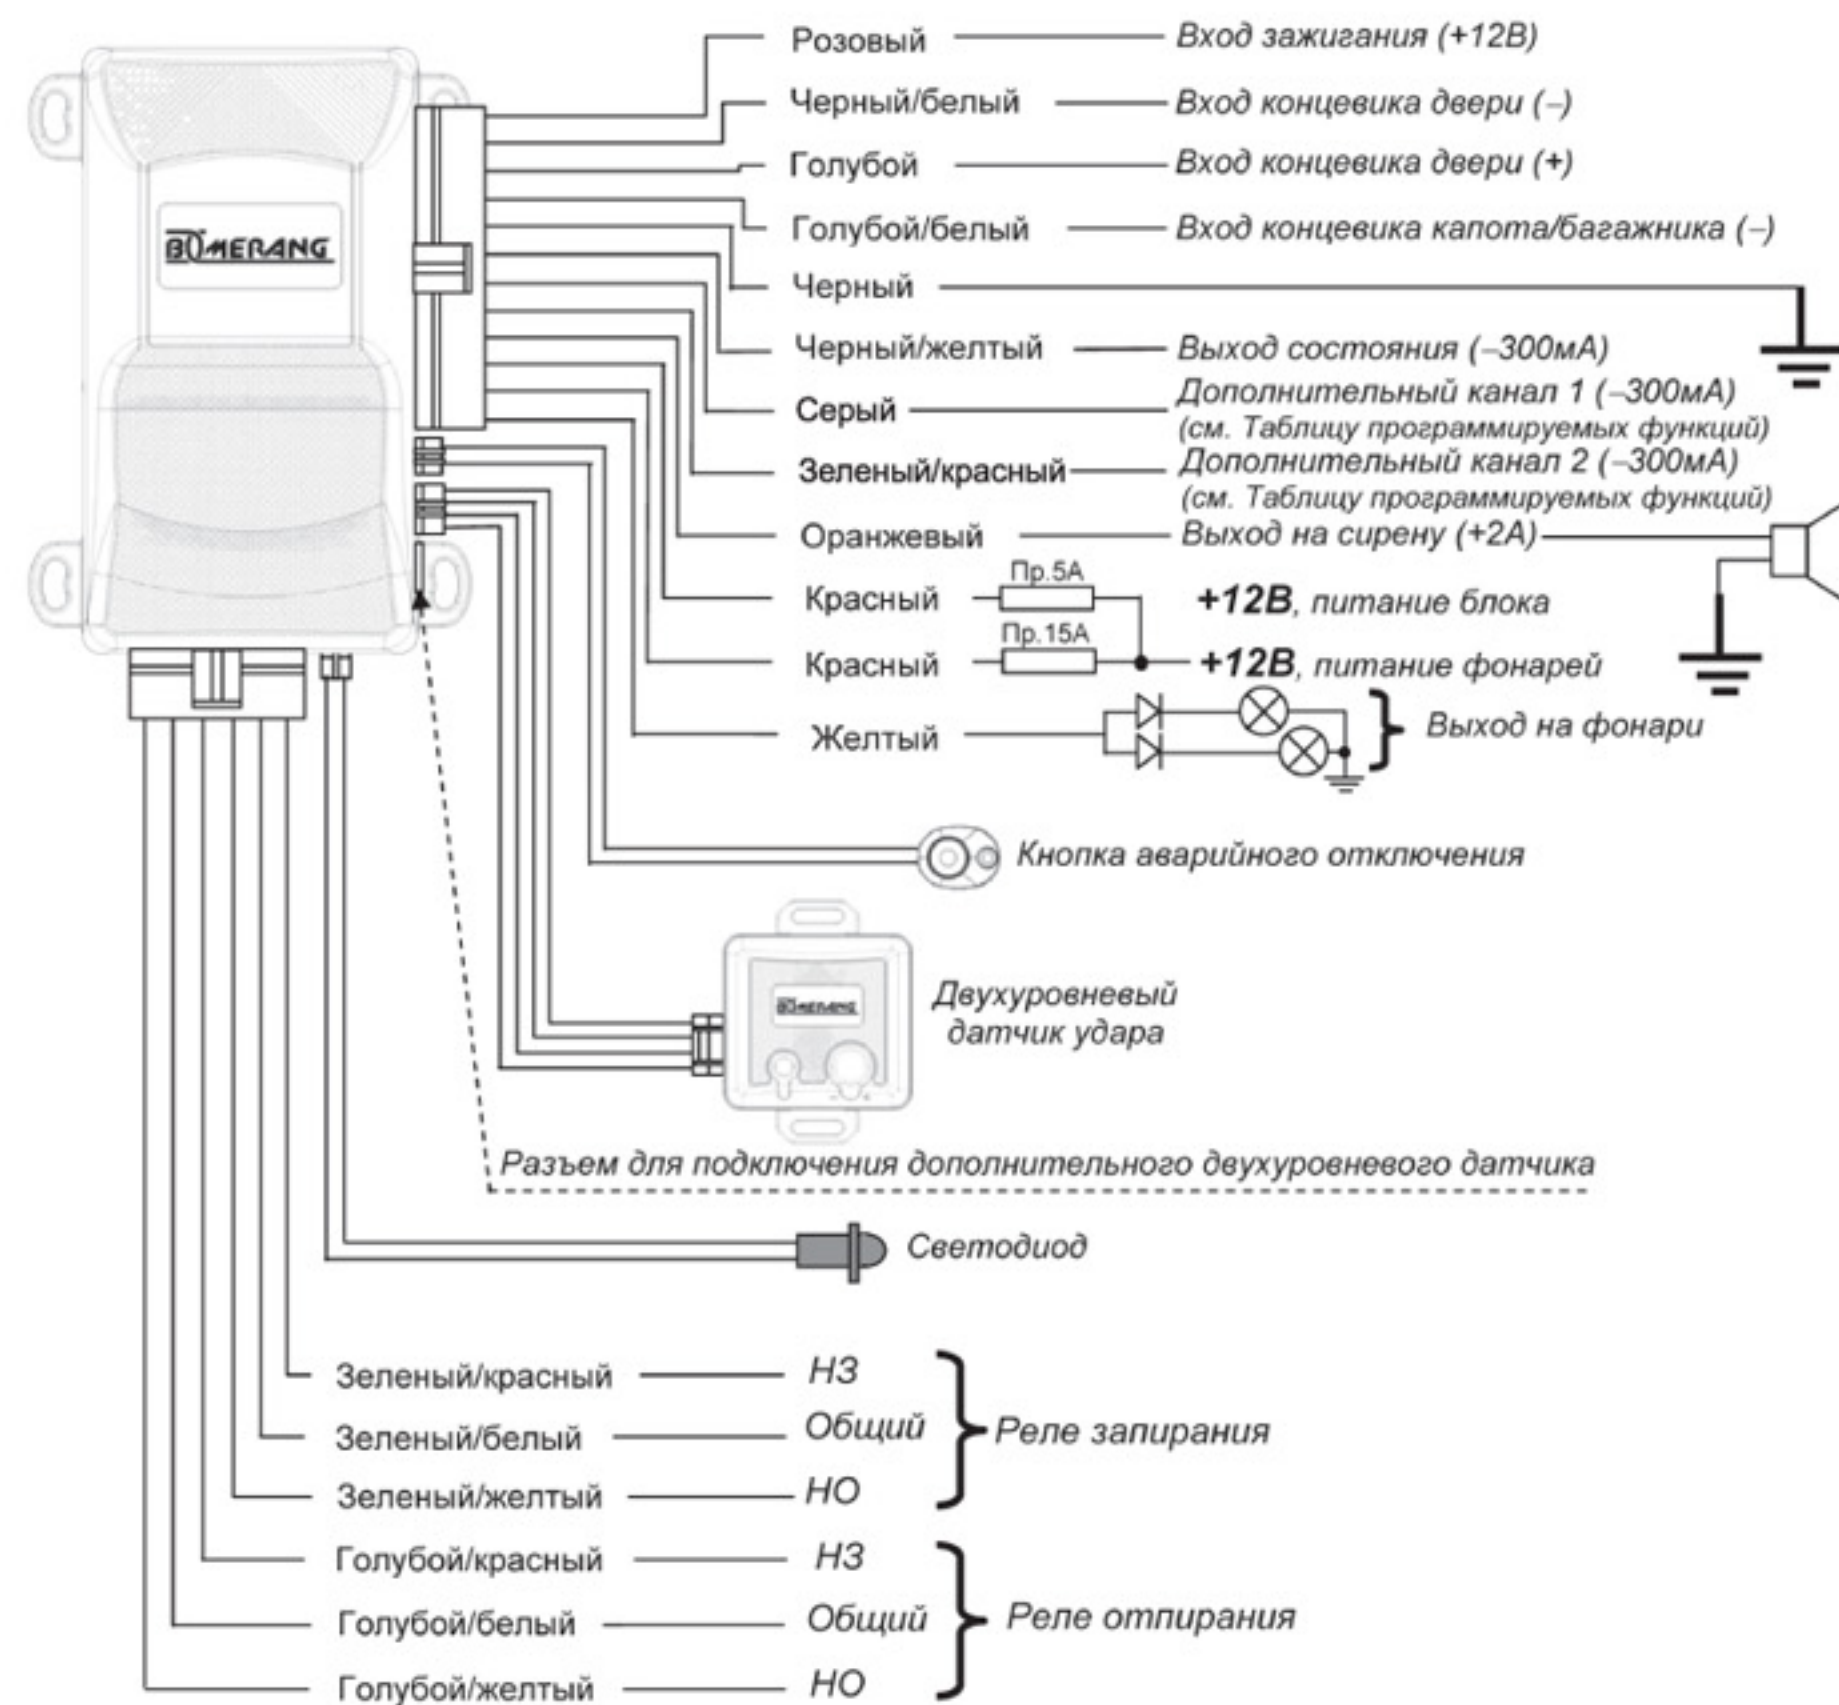 Розовый Вход зажигания (+12В)
Черный/белый Вход концевика двери (–)
Голубой Вход концевика двери (+)
Голубой/белый Вход концевика капота/багажника (–)
BOMERANG
Черный
Черный/желтый Выход состояния (–300мА)
Серый Дополнительный канал 1 (–300мА)
(см. Таблицу программируемых функций)
Зеленый/красный Дополнительный канал 2 (–300мА)
(см. Таблицу программируемых функций)
Оранжевый Выход на сирену (+2А)
Красный Пр.5А +12В, питание блока
Красный Пр.15А +12В, питание фонарей
Желтый Выход на фонари
Кнопка аварийного отключения
BOMERANG
Двухуровневый
датчик удара
Разъем для подключения дополнительного двухуровневого датчика
Светодиод
Зеленый/красный НЗ
Зеленый/белый Общий Реле запирания
Зеленый/желтый НО
Голубой/красный НЗ
Голубой/белый Общий Реле отпирания
Голубой/желтый НО